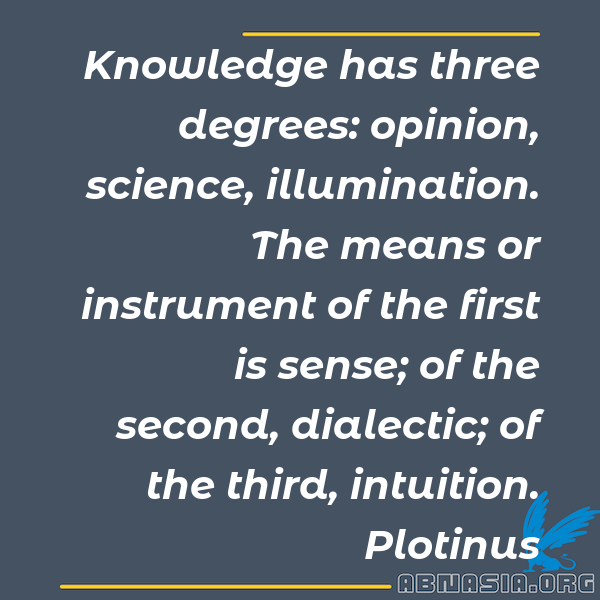 Knowledge has three
degrees: opinion,
science, illumination.
The means or
instrument of the first
is sense; of the
second, dialectic; of
the third, intuition.
Plotinus
ABNASIA.ORG